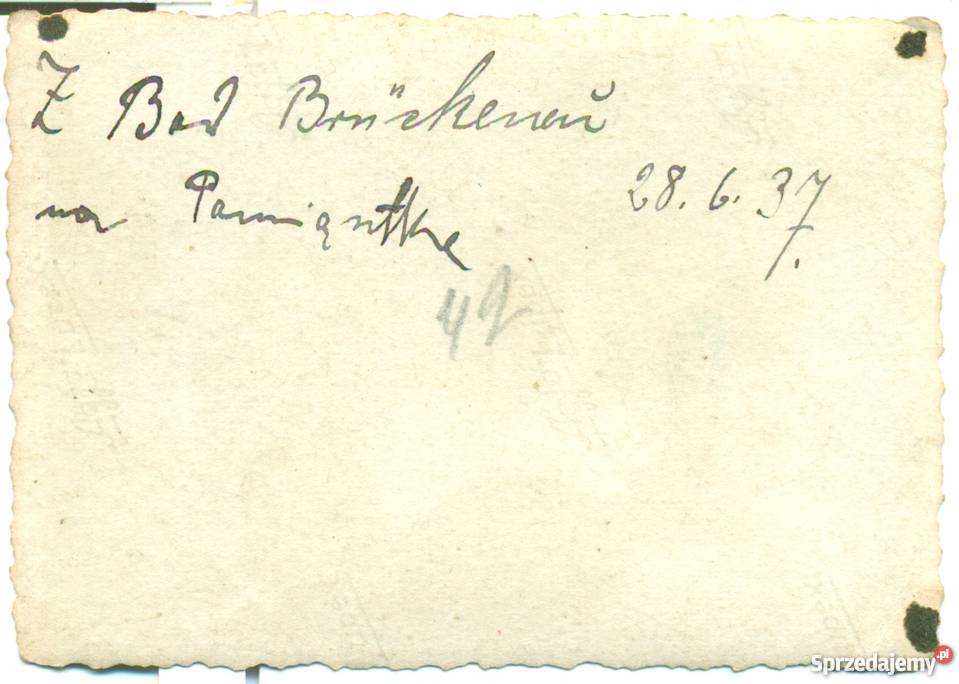 Z Bad Brückenau
na Pamiątkę 28.6.37.
42
Sprzedajemy.pl